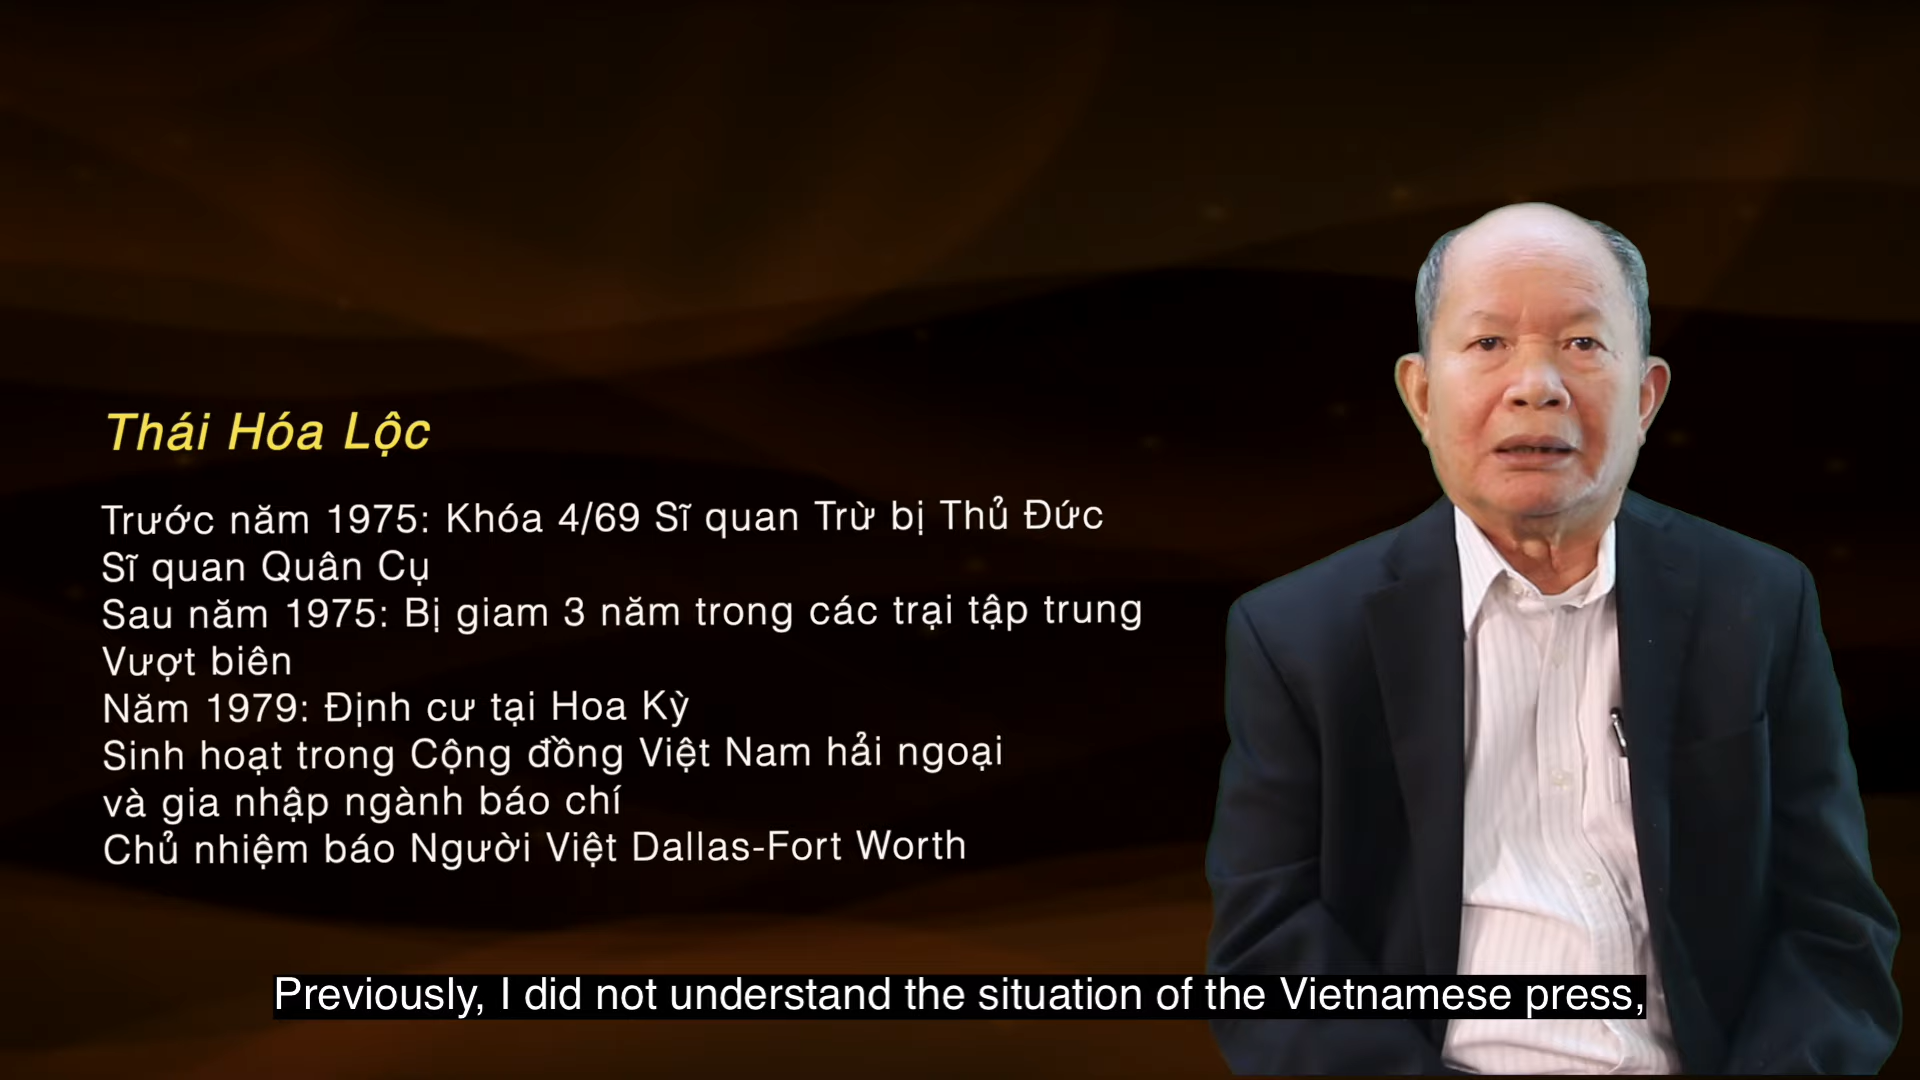 Thái Hóa Lộc
Trước năm 1975: Khóa 4/69 Sĩ quan Trừ bị Thủ Đức
Sĩ quan Quân Cụ
Sau năm 1975: Bị giam 3 năm trong các trại tập trung
Vượt biên
Năm 1979: Định cư tại Hoa Kỳ
Sinh hoạt trong Cộng đồng Việt Nam hải ngoại
và gia nhập ngành báo chí
Chủ nhiệm báo Người Việt Dallas-Fort Worth
Previously, I did not understand the situation of the Vietnamese press,